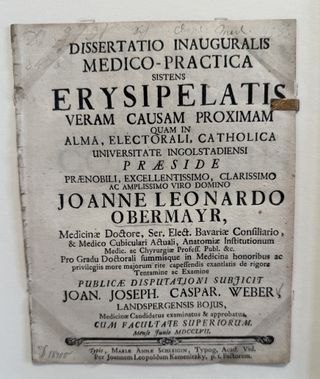 DISSERTATIO INAUGURALIS
MEDICO-PRACTICA
SISTENS
ERYSIPELATIS
VERAM CAUSAM PROXIMAM
QUAM IN
ALMA, ELECTORALI, CATHOLICA
UNIVERSITATE INGOLSTADIENSI
PRÆSIDE
PRÆNOBILI, EXCELLENTISSIMO, CLARISSIMO
AC AMPLISSIMO VIRO DOMINO
JOANNE LEONARDO
OBERMAYR,
Medicinæ Doctore, Ser. Elect. Bavariæ Consiliario,
& Medico Cubiculari Actuali, Anatomiæ Institutionum
Medic. ac Chyrurgiæ Profess. Publ. &c.
Pro Gradu Doctorali summisque in Medicina honoribus ac
privilegiis more majorum rite capessendis exantlatis de rigore
Tentamine ac Examine
PUBLICÆ DISPUTATIONI SUBJICIT
JOAN. JOSEPH. CASPAR. WEBER,
LANDSPERGENSIS BOJUS,
Medicinæ Candidatus examinatus & approbatus,
CUM FACULTATE SUPERIORUM.
Mense Junio MDCCLVII.
Typis, MARIÆ ANNÆ SCHLEIGIN, Typog. Acad. Vid.
Per Joannem Leopoldum Kamenitzky, p. t. Factorem.